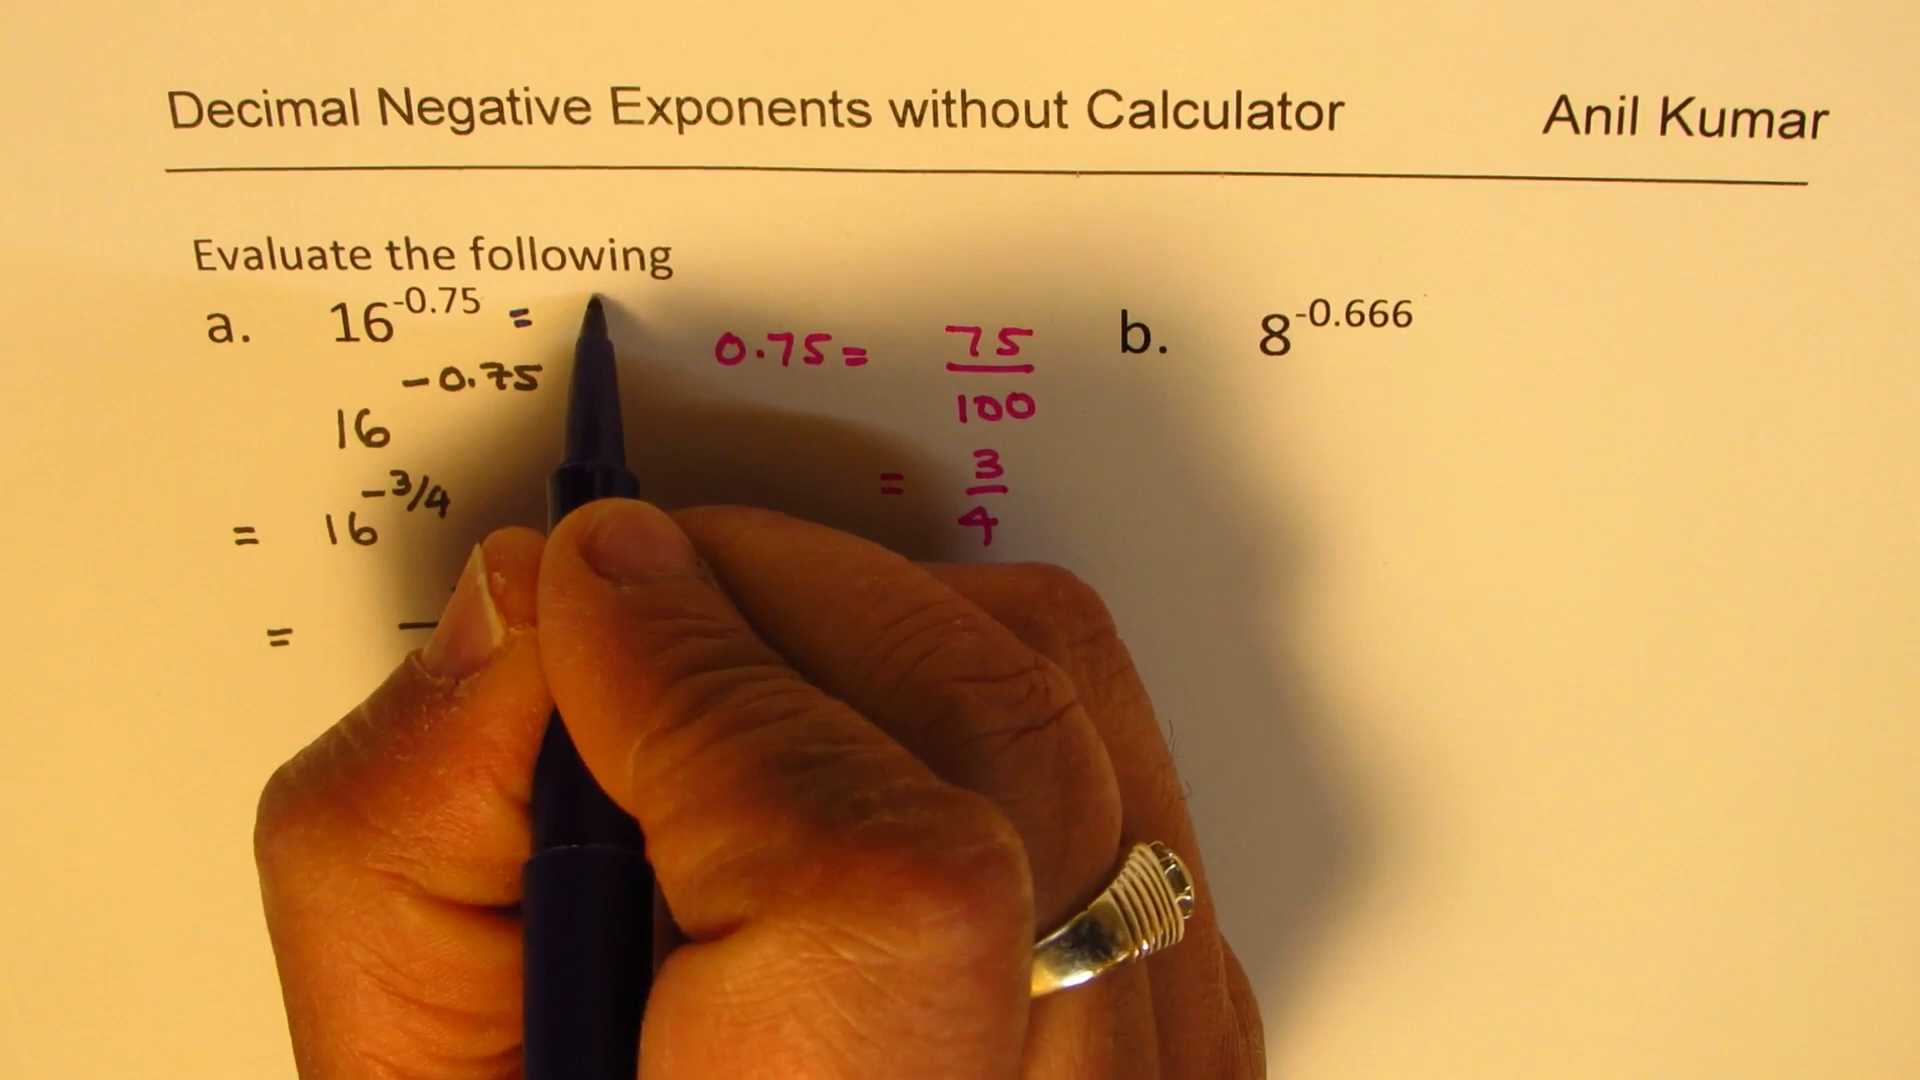 Decimal Negative Exponents without Calculator Anil Kumar
Evaluate the following
a. 16^-0.75 =
16^-0.75
= 16^-3/4
=
0.75 = 75/100
= 3/4
b. 8^-0.666